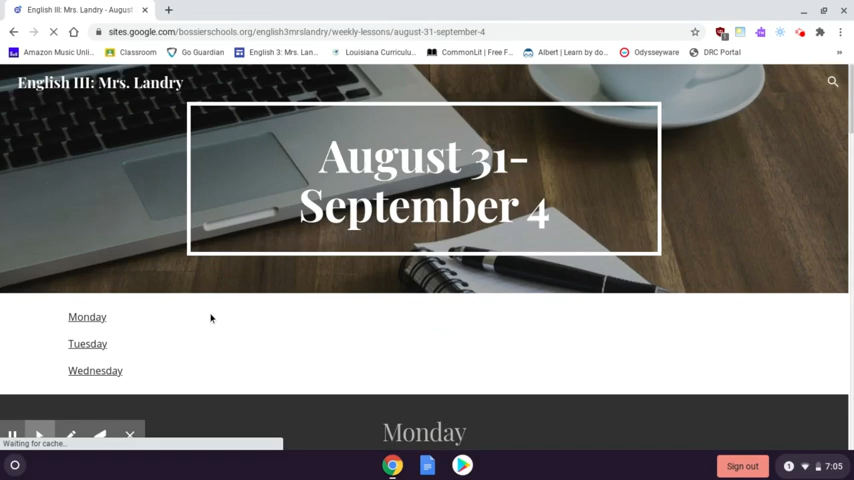 English III: Mrs. Landry - August
sites.google.com/bossierschools.org/english3mrslandry/weekly-lessons/august-31-september-4
Amazon Music Unli... Classroom Go Guardian English 3: Mrs. Lan... Louisiana Curriculu... CommonLit | Free F... Albert | Learn by do... Odysseyware DRC Portal »
English III: Mrs. Landry
August 31-
September 4
Monday
Tuesday
Wednesday
Monday
Waiting for cache...
Sign out 1 7:05